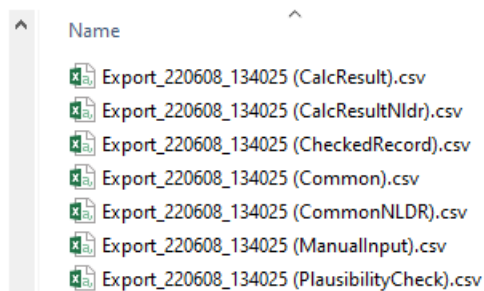 Name
Export_220608_134025 (CalcResult).csv
Export_220608_134025 (CalcResultNldr).csv
Export_220608_134025 (CheckedRecord).csv
Export_220608_134025 (Common).csv
Export_220608_134025 (CommonNLDR).csv
Export_220608_134025 (ManualInput).csv
Export_220608_134025 (PlausibilityCheck).csv